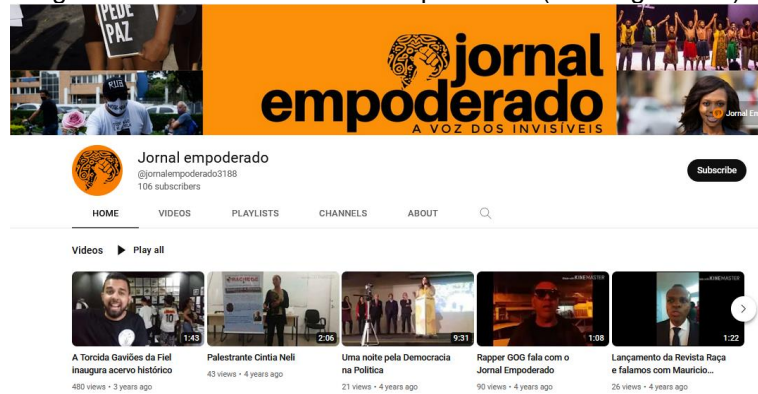 PEDE
PAZ
jornal
empoderado
A VOZ DOS INVISÍVEIS
Jornal En
Jornal empoderado
@jornalempoderado3188
106 subscribers
Subscribe
HOME VIDEOS PLAYLISTS CHANNELS ABOUT
Videos Play all
1:43 2:06 9:31 1:08 1:22
A Torcida Gaviões da Fiel
inaugura acervo histórico
480 views • 3 years ago
Palestrante Cintia Neli
43 views • 4 years ago
Uma noite pela Democracia
na Politica
21 views • 4 years ago
Rapper GOG fala com o
Jornal Empoderado
90 views • 4 years ago
Lançamento da Revista Raça
e falamos com Mauricio...
26 views • 4 years ago